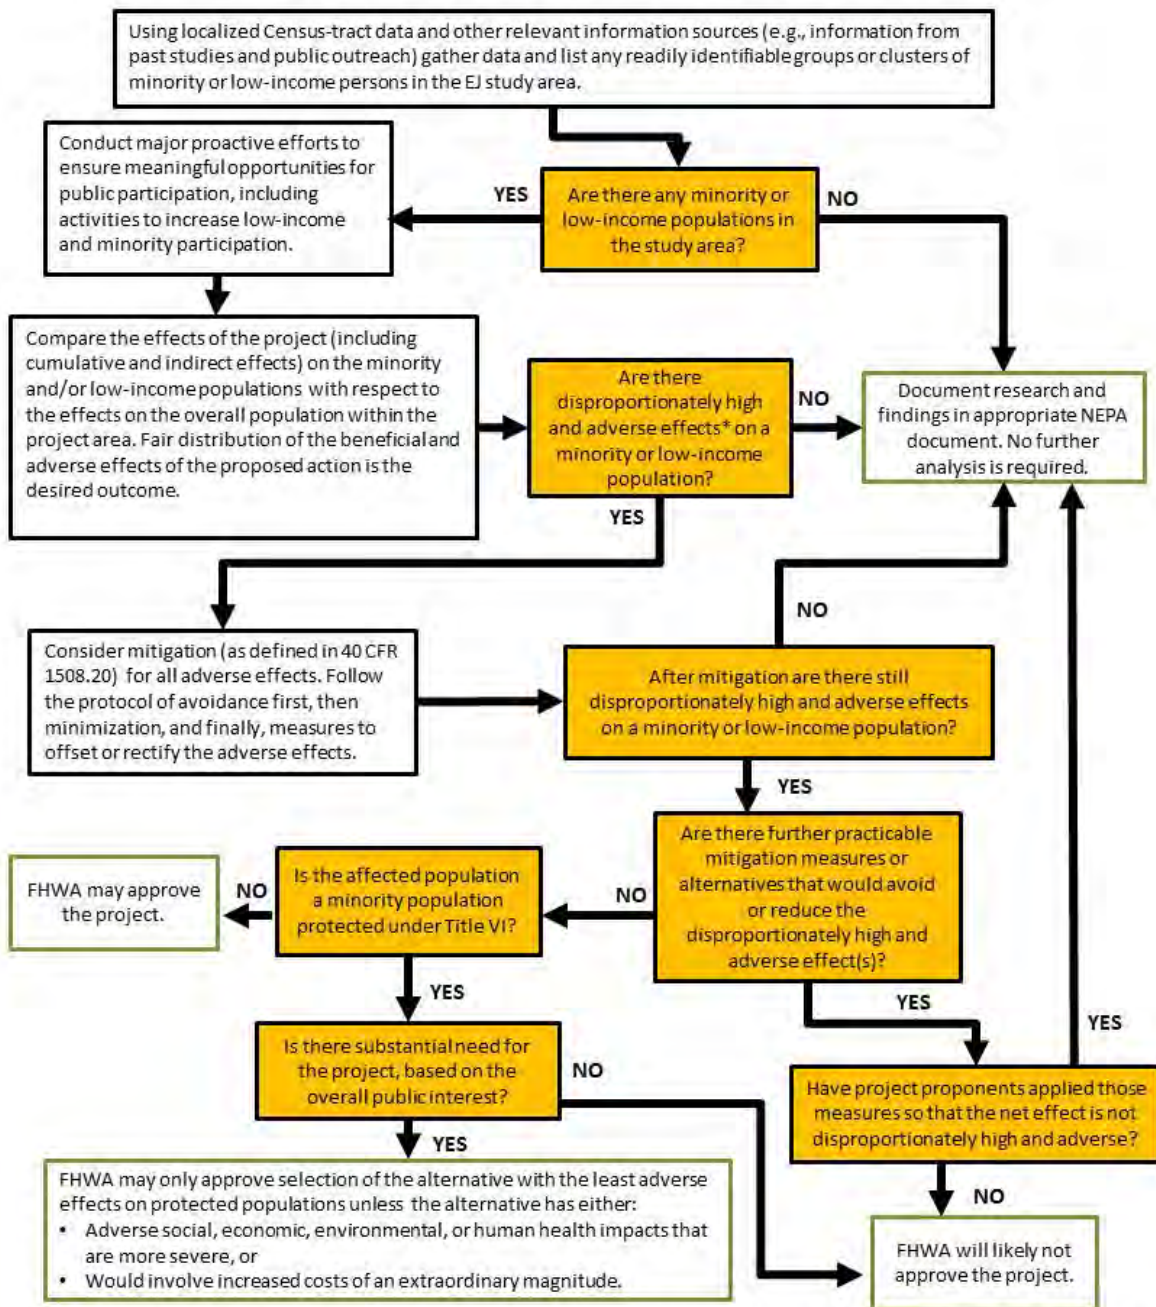 Using localized Census-tract data and other relevant information sources (e.g., information from
past studies and public outreach) gather data and list any readily identifiable groups or clusters of
minority or low-income persons in the EJ study area.
Conduct major proactive efforts to
ensure meaningful opportunities for
public participation, including
activities to increase low-income
and minority participation.
YES
Are there any minority or
low-income populations in
the study area?
NO
Compare the effects of the project (including
cumulative and indirect effects) on the minority
and/or low-income populations with respect to
the effects on the overall population within the
project area. Fair distribution of the beneficial and
adverse effects of the proposed action is the
desired outcome.
Are there
disproportionately high
and adverse effects* on a
minority or low-income
population?
NO
YES
Document research and
findings in appropriate NEPA
document. No further
analysis is required.
Consider mitigation (as defined in 40 CFR
1508.20) for all adverse effects. Follow
the protocol of avoidance first, then
minimization, and finally, measures to
offset or rectify the adverse effects.
NO
After mitigation are there still
disproportionately high and adverse effects
on a minority or low-income population?
YES
Are there further practicable
mitigation measures or
alternatives that would avoid
or reduce the
disproportionately high and
adverse effect(s)?
NO
YES
Is the affected population
a minority population
protected under Title VI?
NO
FHWA may approve
the project.
YES
Is there substantial need for
the project, based on the
overall public interest?
NO
YES
Have project proponents applied those
measures so that the net effect is not
disproportionately high and adverse?
YES
NO
FHWA may only approve selection of the alternative with the least adverse
effects on protected populations unless the alternative has either:
• Adverse social, economic, environmental, or human health impacts that
are more severe, or
• Would involve increased costs of an extraordinary magnitude.
FHWA will likely not
approve the project.